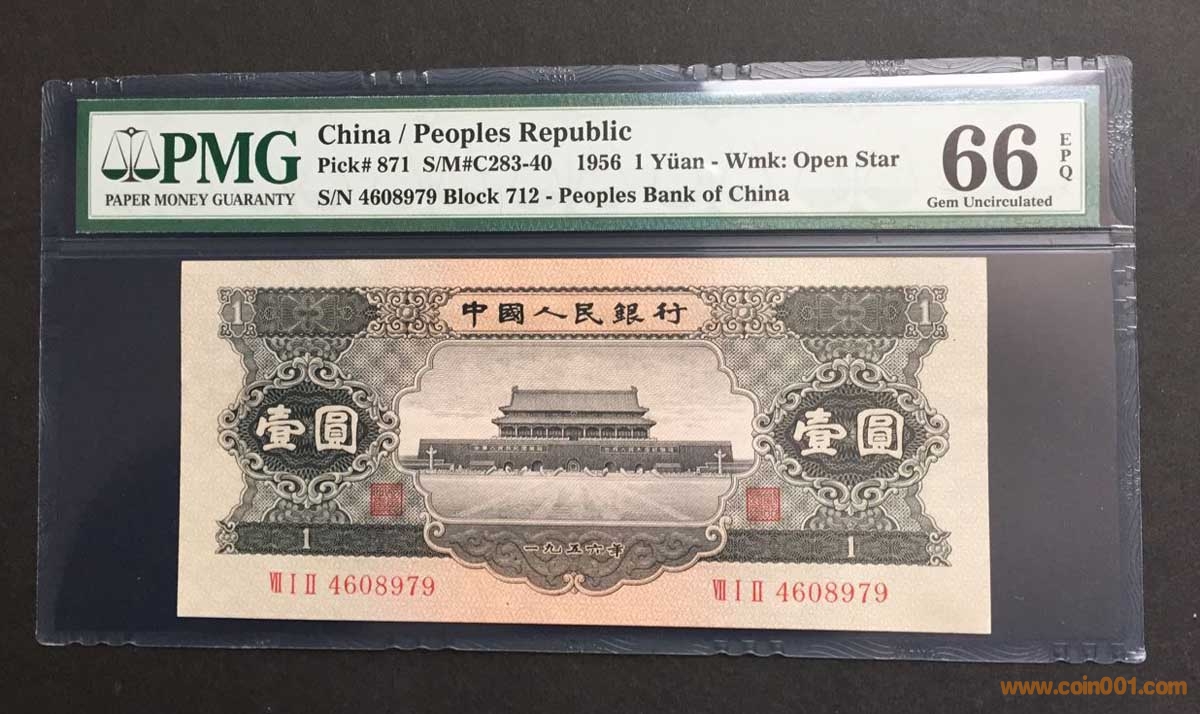 PMG
PAPER MONEY GUARANTY
China / Peoples Republic
Pick# 871 S/M#C283-40 1956 1 Yüan - Wmk: Open Star
S/N 4608979 Block 712 - Peoples Bank of China
66
EPQ
Gem Uncirculated
1 中國人民銀行 1
壹圓 壹圓
1 一九五六年 1
Ⅶ Ⅰ Ⅱ 4608979 Ⅶ Ⅰ Ⅱ 4608979
www.coin001.com